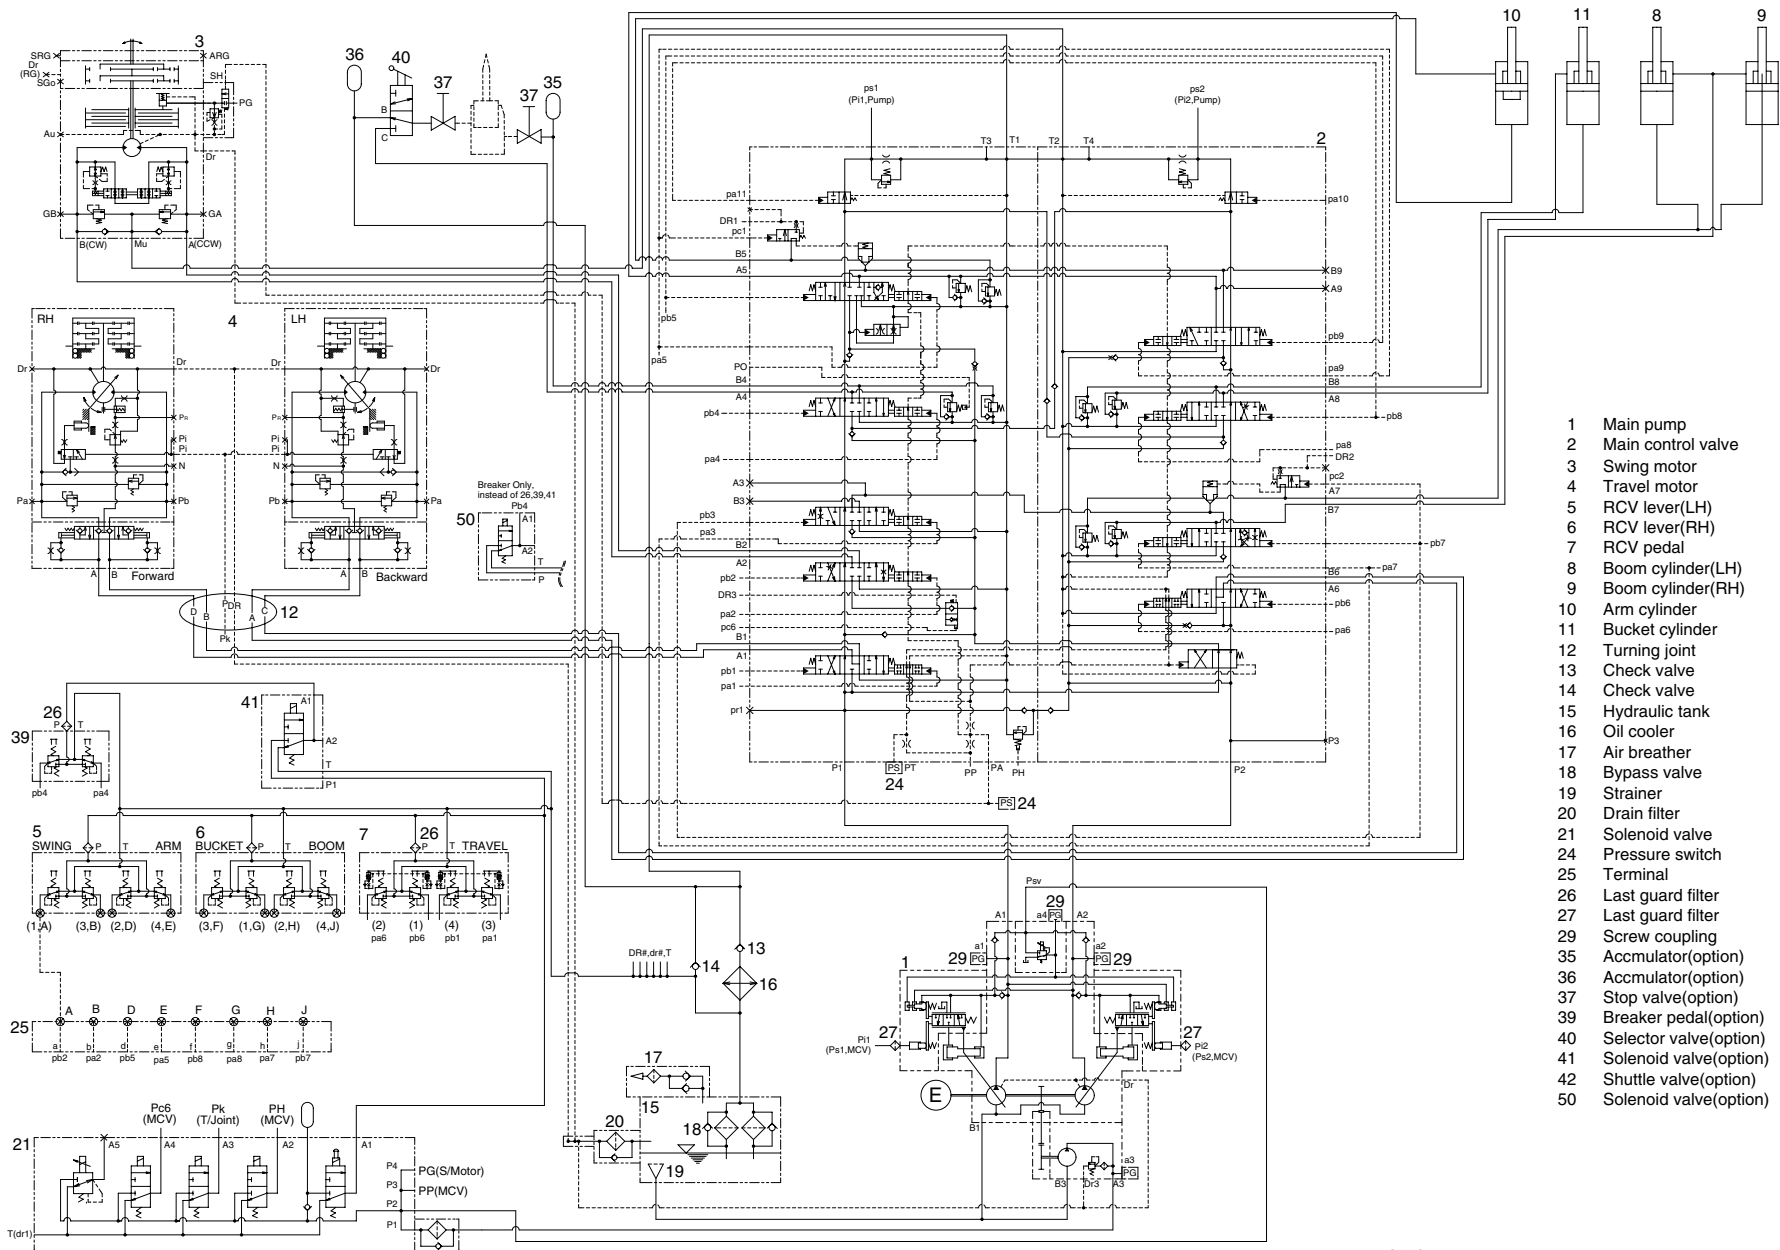 3
SRG
ARG
Dr
(RG)
SGo
SH
PG
Au
Dr
GB
GA
B(CW)
Mu
A(CCW)
36
40
37
37
35
B
C
ps1
(Pi1,Pump)
ps2
(Pi2,Pump)
T3
T1
T2
T4
2
10
11
8
9
pa11
pa10
DR1
pc1
B5
A5
pb5
pa5
PO
B4
A4
pb4
pa4
A3
B3
pb3
pa3
B2
A2
pb2
DR3
pa2
pc6
B1
A1
pb1
pa1
pr1
B9
A9
pb9
pa9
B8
A8
pb8
pa8
DR2
pc2
A7
B7
pb7
pa7
B6
A6
pb6
pa6
P3
P1
PS
PT
PP
PA
PH
P2
24
PS
24
RH
4
LH
Dr
Dr
Dr
Dr
PR
PR
Pi
Pi
Pi
Pi
N
N
Pa
Pb
Pb
Pa
A
B
Forward
A
B
Backward
Breaker Only,
instead of 26,39,41
Pb4
50
A1
A2
T
P
D
B
P
DR
A
C
12
Pk
26
P
T
39
pb4
pa4
41
A1
A2
T
P1
5
SWING
P
T
ARM
(1,A)
(3,B)
(2,D)
(4,E)
6
BUCKET
P
T
BOOM
(3,F)
(1,G)
(2,H)
(4,J)
7
26
P
T
TRAVEL
(2)
(1)
(4)
(3)
pa6
pb6
pb1
pa1
25
A
B
D
E
F
G
H
J
a
b
d
e
f
g
h
j
pb2
pa2
pb5
pa5
pb8
pa8
pa7
pb7
DR#,dr#,T
14
13
16
17
15
18
20
19
Psv
29
A1
a4
PG
A2
a1
29
PG
a2
PG
29
1
27
Pi1
(Ps1,MCV)
27
Pi2
(Ps2,MCV)
E
Dr
B1
a3
PG
B3
Dr3
A3
Pc6
(MCV)
Pk
(T/Joint)
PH
(MCV)
21
A5
A4
A3
A2
A1
P4
PG(S/Motor)
P3
PP(MCV)
P2
P1
T(dr1)
1 Main pump
2 Main control valve
3 Swing motor
4 Travel motor
5 RCV lever(LH)
6 RCV lever(RH)
7 RCV pedal
8 Boom cylinder(LH)
9 Boom cylinder(RH)
10 Arm cylinder
11 Bucket cylinder
12 Turning joint
13 Check valve
14 Check valve
15 Hydraulic tank
16 Oil cooler
17 Air breather
18 Bypass valve
19 Strainer
20 Drain filter
21 Solenoid valve
24 Pressure switch
25 Terminal
26 Last guard filter
27 Last guard filter
29 Screw coupling
35 Accmulator(option)
36 Accmulator(option)
37 Stop valve(option)
39 Breaker pedal(option)
40 Selector valve(option)
41 Solenoid valve(option)
42 Shuttle valve(option)
50 Solenoid valve(option)